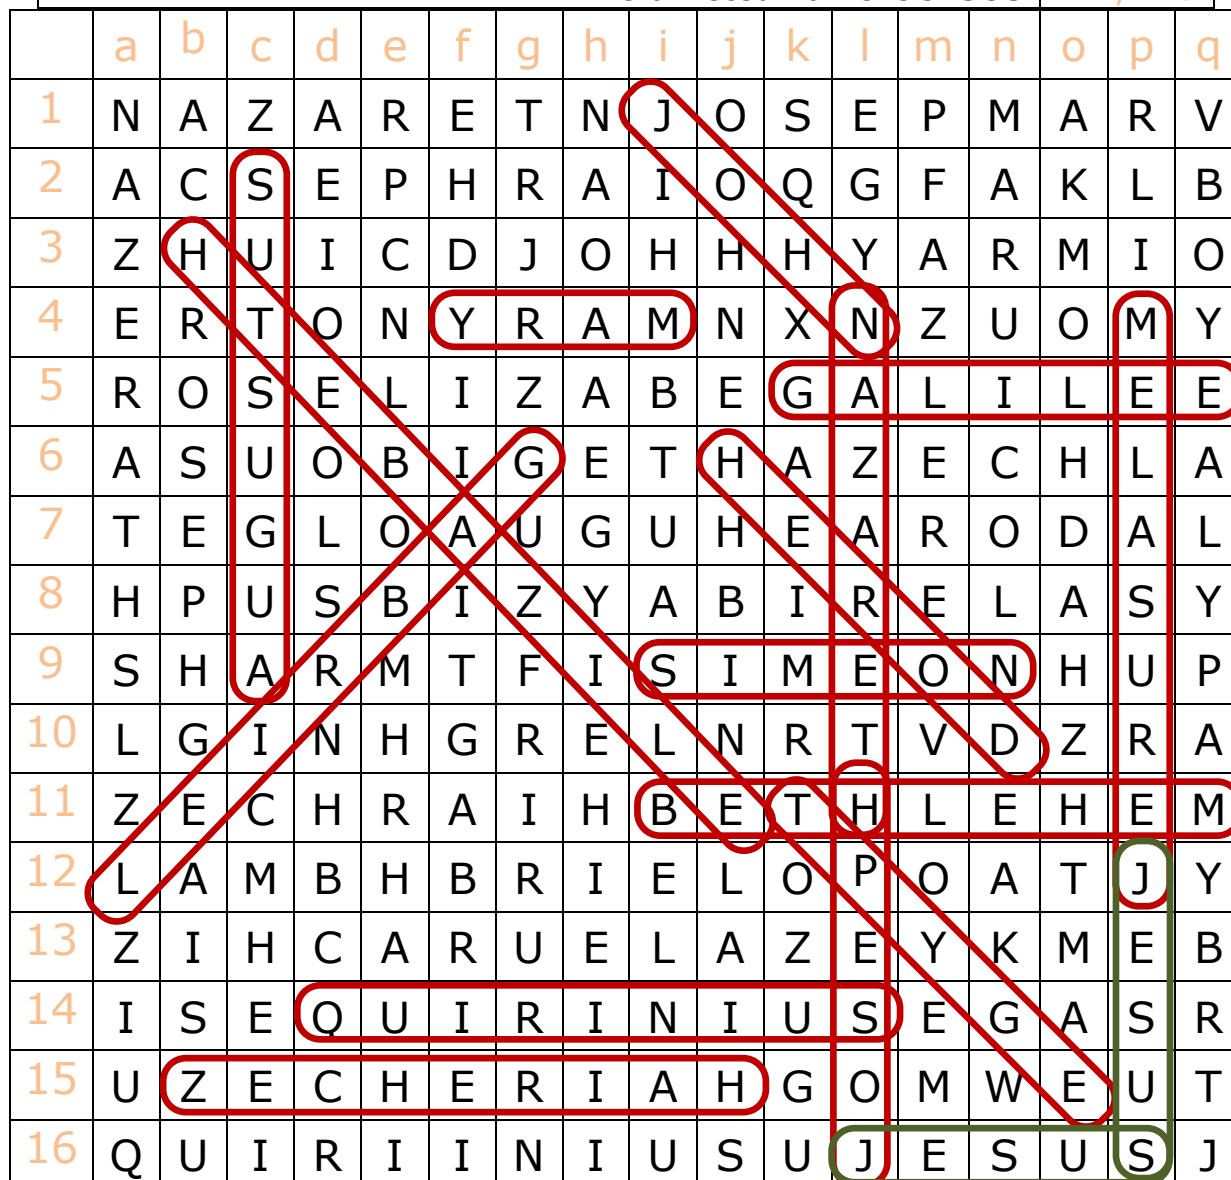 a b c d e f g h i j k l m n o p q
1 N A Z A R E T N J O S E P M A R V
2 A C S E P H R A I O Q G F A K L B
3 Z H U I C D J O H H H Y A R M I O
4 E R T O N Y R A M N X N Z U O M Y
5 R O S E L I Z A B E G A L I L E E
6 A S U O B I G E T H A Z E C H L A
7 T E G L O A U G U H E A R O D A L
8 H P U S B I Z Y A B I R E L A S Y
9 S H A R M T F I S I M E O N H U P
10 L G I N H G R E L N R T V D Z R A
11 Z E C H R A I H B E T H L E H E M
12 L A M B H B R I E L O P O A T J Y
13 Z I H C A R U E L A Z E Y K M E B
14 I S E Q U I R I N I U S E G A S R
15 U Z E C H E R I A H G O M W E U T
16 Q U I R I I N I U S U J E S U S J